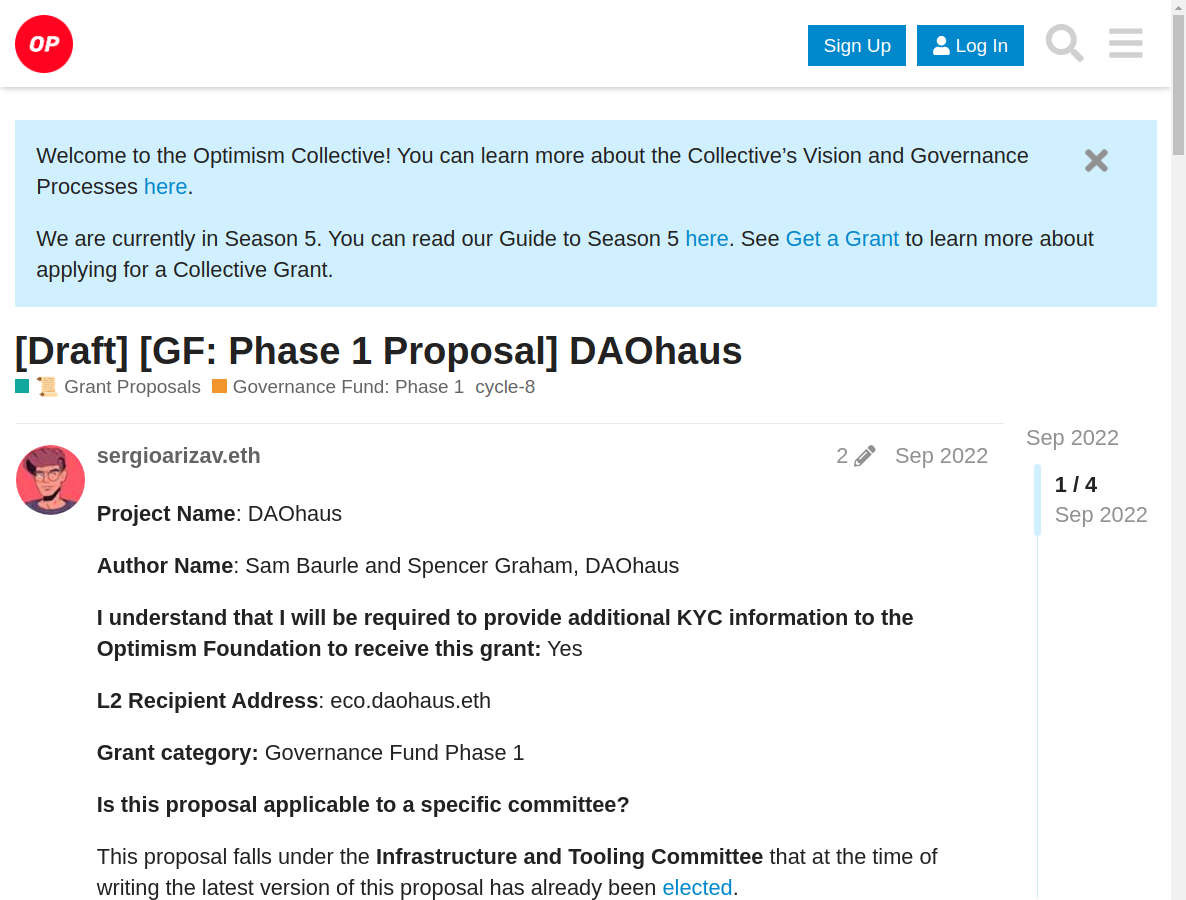 OP
Sign Up
Log In
Welcome to the Optimism Collective! You can learn more about the Collective’s Vision and Governance
Processes here.
We are currently in Season 5. You can read our Guide to Season 5 here. See Get a Grant to learn more about
applying for a Collective Grant.
[Draft] [GF: Phase 1 Proposal] DAOhaus
Grant Proposals Governance Fund: Phase 1 cycle-8
sergioarizav.eth 2 Sep 2022
Sep 2022
1 / 4
Sep 2022
Project Name: DAOhaus
Author Name: Sam Baurle and Spencer Graham, DAOhaus
I understand that I will be required to provide additional KYC information to the
Optimism Foundation to receive this grant: Yes
L2 Recipient Address: eco.daohaus.eth
Grant category: Governance Fund Phase 1
Is this proposal applicable to a specific committee?
This proposal falls under the Infrastructure and Tooling Committee that at the time of
writing the latest version of this proposal has already been elected.